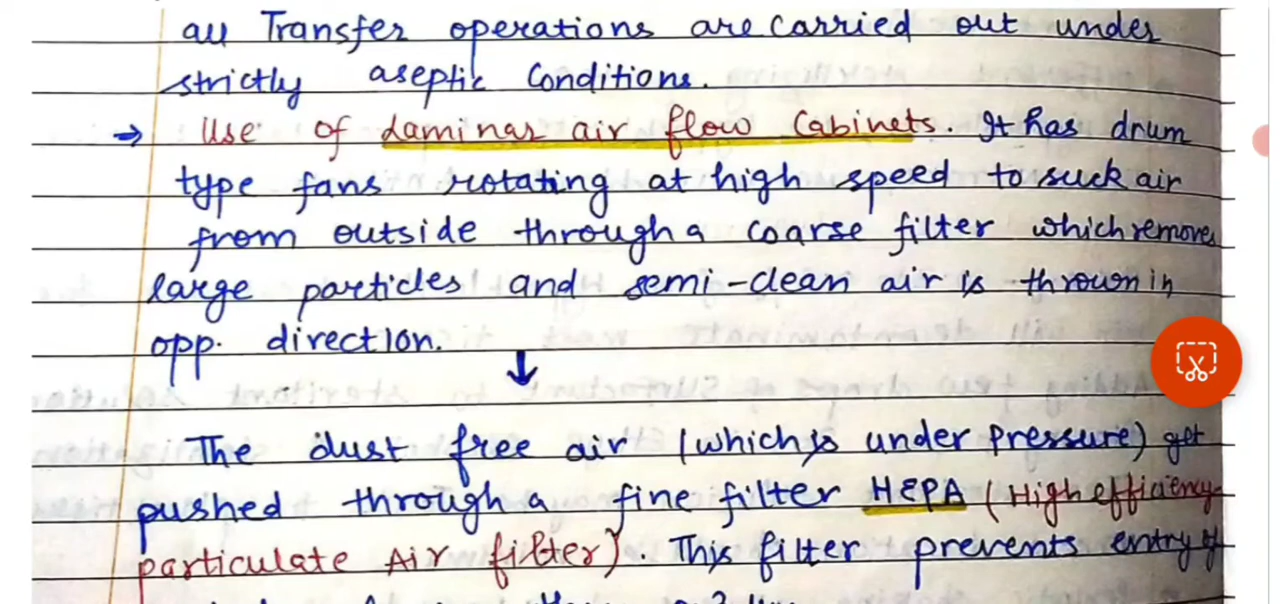 all Transfer operations are carried out under
strictly aseptic conditions.
→ Use of Laminar air flow Cabinets. It has drum
type fans rotating at high speed to suck air
from outside through a coarse filter which removes
large particles and semi-clean air is thrown in
opp. direction.
↓
The dust free air (which is under pressure) get
pushed through a fine filter HEPA (High efficiency
particulate Air filter). This filter prevents entry of